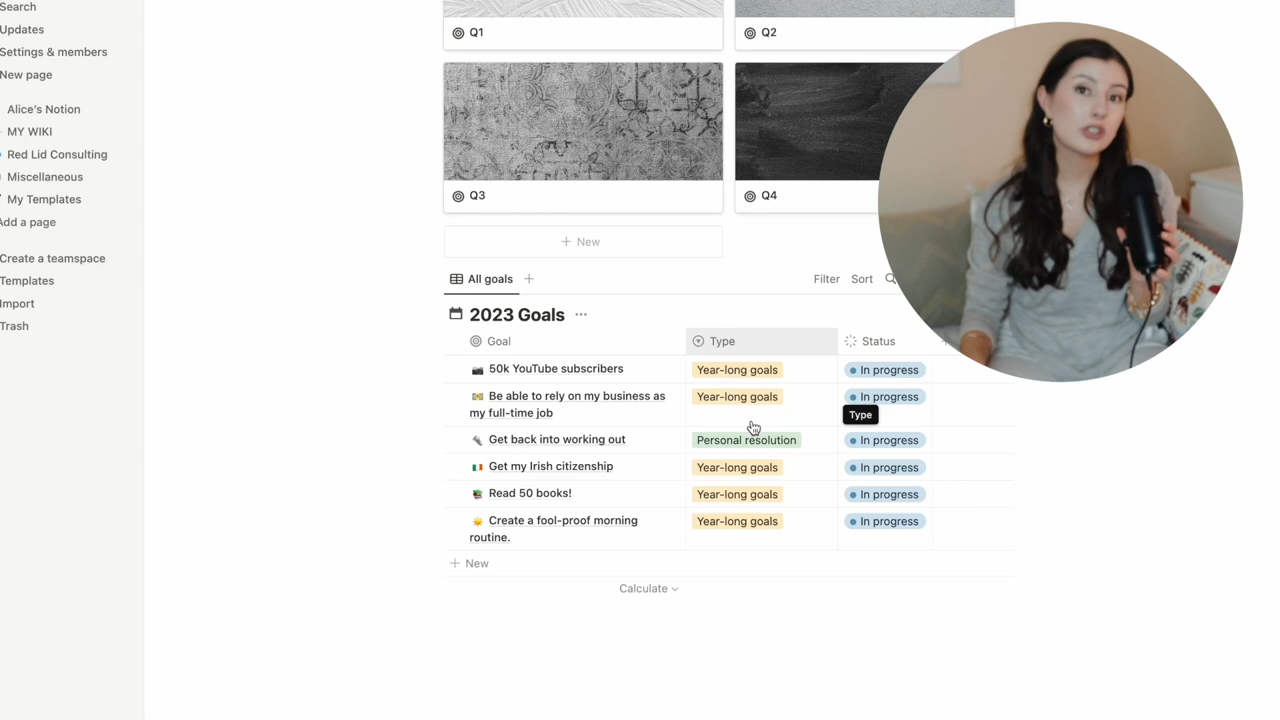 Search
Updates
Settings & members
New page
Alice's Notion
MY WIKI
Red Lid Consulting
Miscellaneous
My Templates
Add a page
Create a teamspace
Templates
Import
Trash
Q1
Q2
Q3
Q4
+ New
All goals +
Filter Sort
2023 Goals ...
Goal Type Status
50k YouTube subscribers Year-long goals In progress
Be able to rely on my business as Year-long goals In progress
my full-time job
Type
Get back into working out Personal resolution In progress
Get my Irish citizenship Year-long goals In progress
Read 50 books! Year-long goals In progress
Create a fool-proof morning Year-long goals In progress
routine.
+ New
Calculate